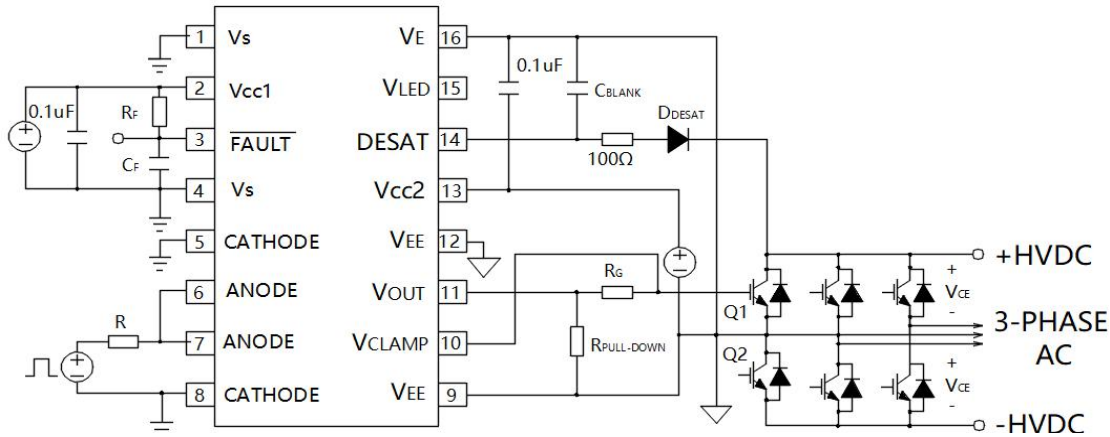 1 Vs
2 Vcc1
3 FAULT
4 Vs
5 CATHODE
6 ANODE
7 ANODE
8 CATHODE
VE 16
VLED 15
DESAT 14
Vcc2 13
VEE 12
VOUT 11
VCLAMP 10
VEE 9
0.1uF
RF
CF
R
0.1uF
CBLANK
DDESAT
100Ω
RG
RPULL-DOWN
Q1
Q2
+HVDC
+
VCE
-
3-PHASE
AC
+
VCE
-
-HVDC